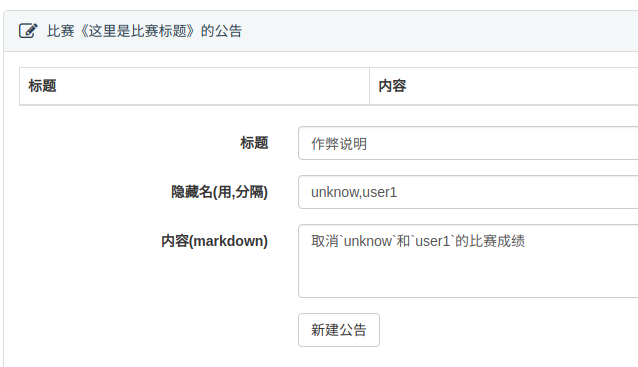 比赛《这里是比赛标题》的公告
标题 内容
标题 作弊说明
隐藏名(用,分隔) unknow,user1
内容(markdown) 取消`unknow`和`user1`的比赛成绩
新建公告